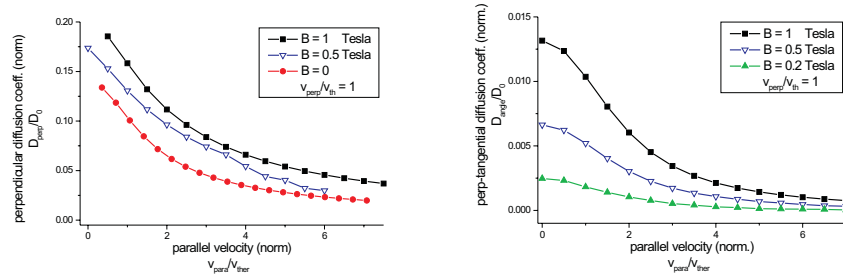 perpendicular diffusion coeff. (norm)
D_perp/D_0
0.20
0.15
0.10
0.05
0.00
B = 1 Tesla
B = 0.5 Tesla
B = 0
v_perp/v_th = 1
0 2 4 6
parallel velocity (norm)
v_para/v_ther
perp-tangential diffusion coeff. (norm.)
D_angle/D_0
0.015
0.010
0.005
0.000
B = 1 Tesla
B = 0.5 Tesla
B = 0.2 Tesla
v_perp/v_th = 1
0 2 4 6
parallel velocity (norm.)
v_para/v_ther